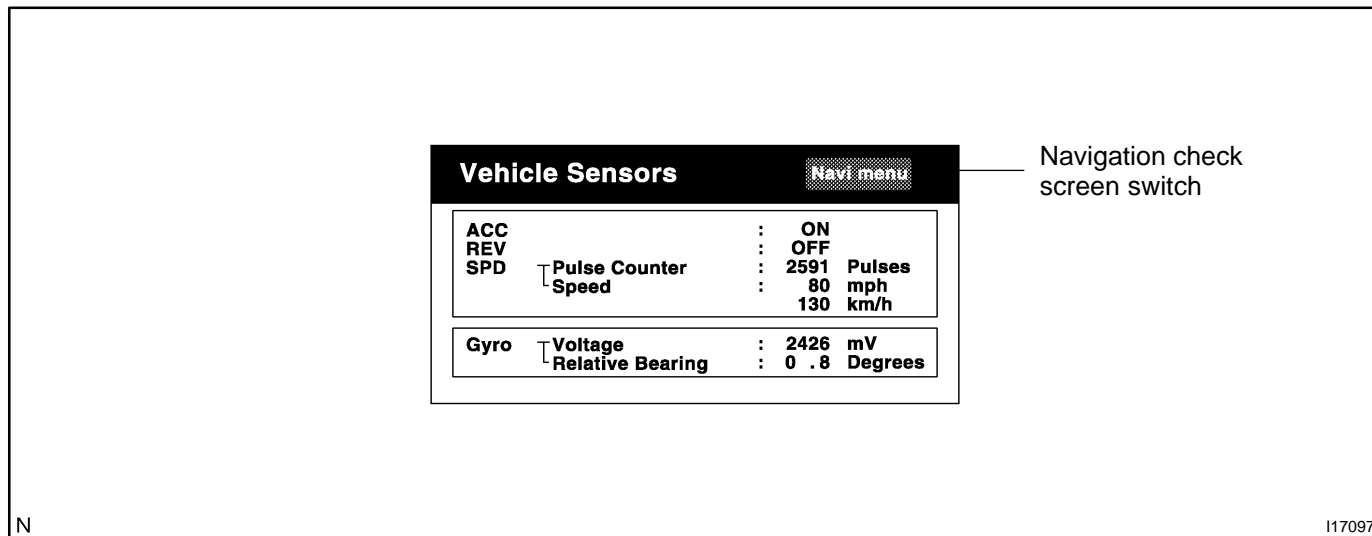 Vehicle Sensors Navi menu
Navigation check
screen switch
ACC : ON
REV : OFF
SPD Pulse Counter : 2591 Pulses
Speed : 80 mph
130 km/h
Gyro Voltage : 2426 mV
Relative Bearing : 0 .8 Degrees
N
I17097